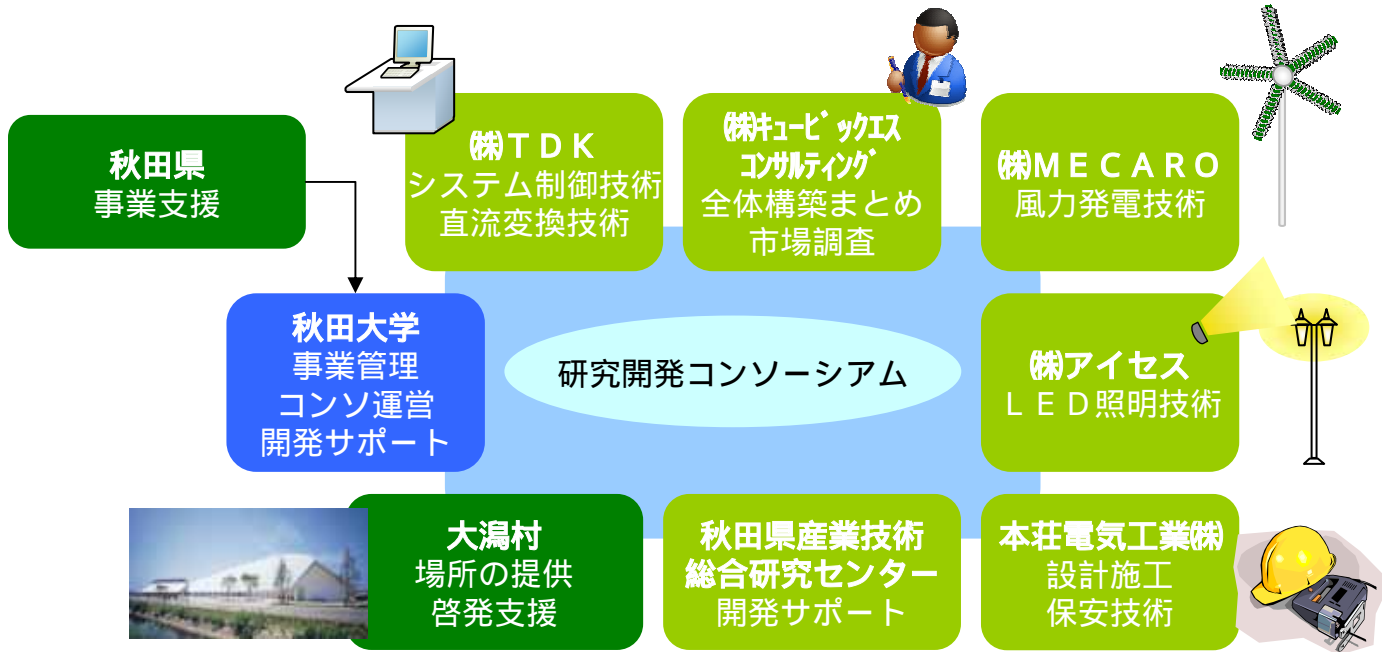 秋田県
事業支援
㈱ＴＤＫ
システム制御技術
直流変換技術
㈱ｷｭｰﾋﾞｯｸｴｽ
ｺﾝｻﾙﾃｨﾝｸﾞ
全体構築まとめ
市場調査
㈱ＭＥＣＡＲＯ
風力発電技術
秋田大学
事業管理
コンソ運営
開発サポート
研究開発コンソーシアム
㈱アイセス
ＬＥＤ照明技術
大潟村
場所の提供
啓発支援
秋田県産業技術
総合研究センター
開発サポート
本荘電気工業㈱
設計施工
保安技術